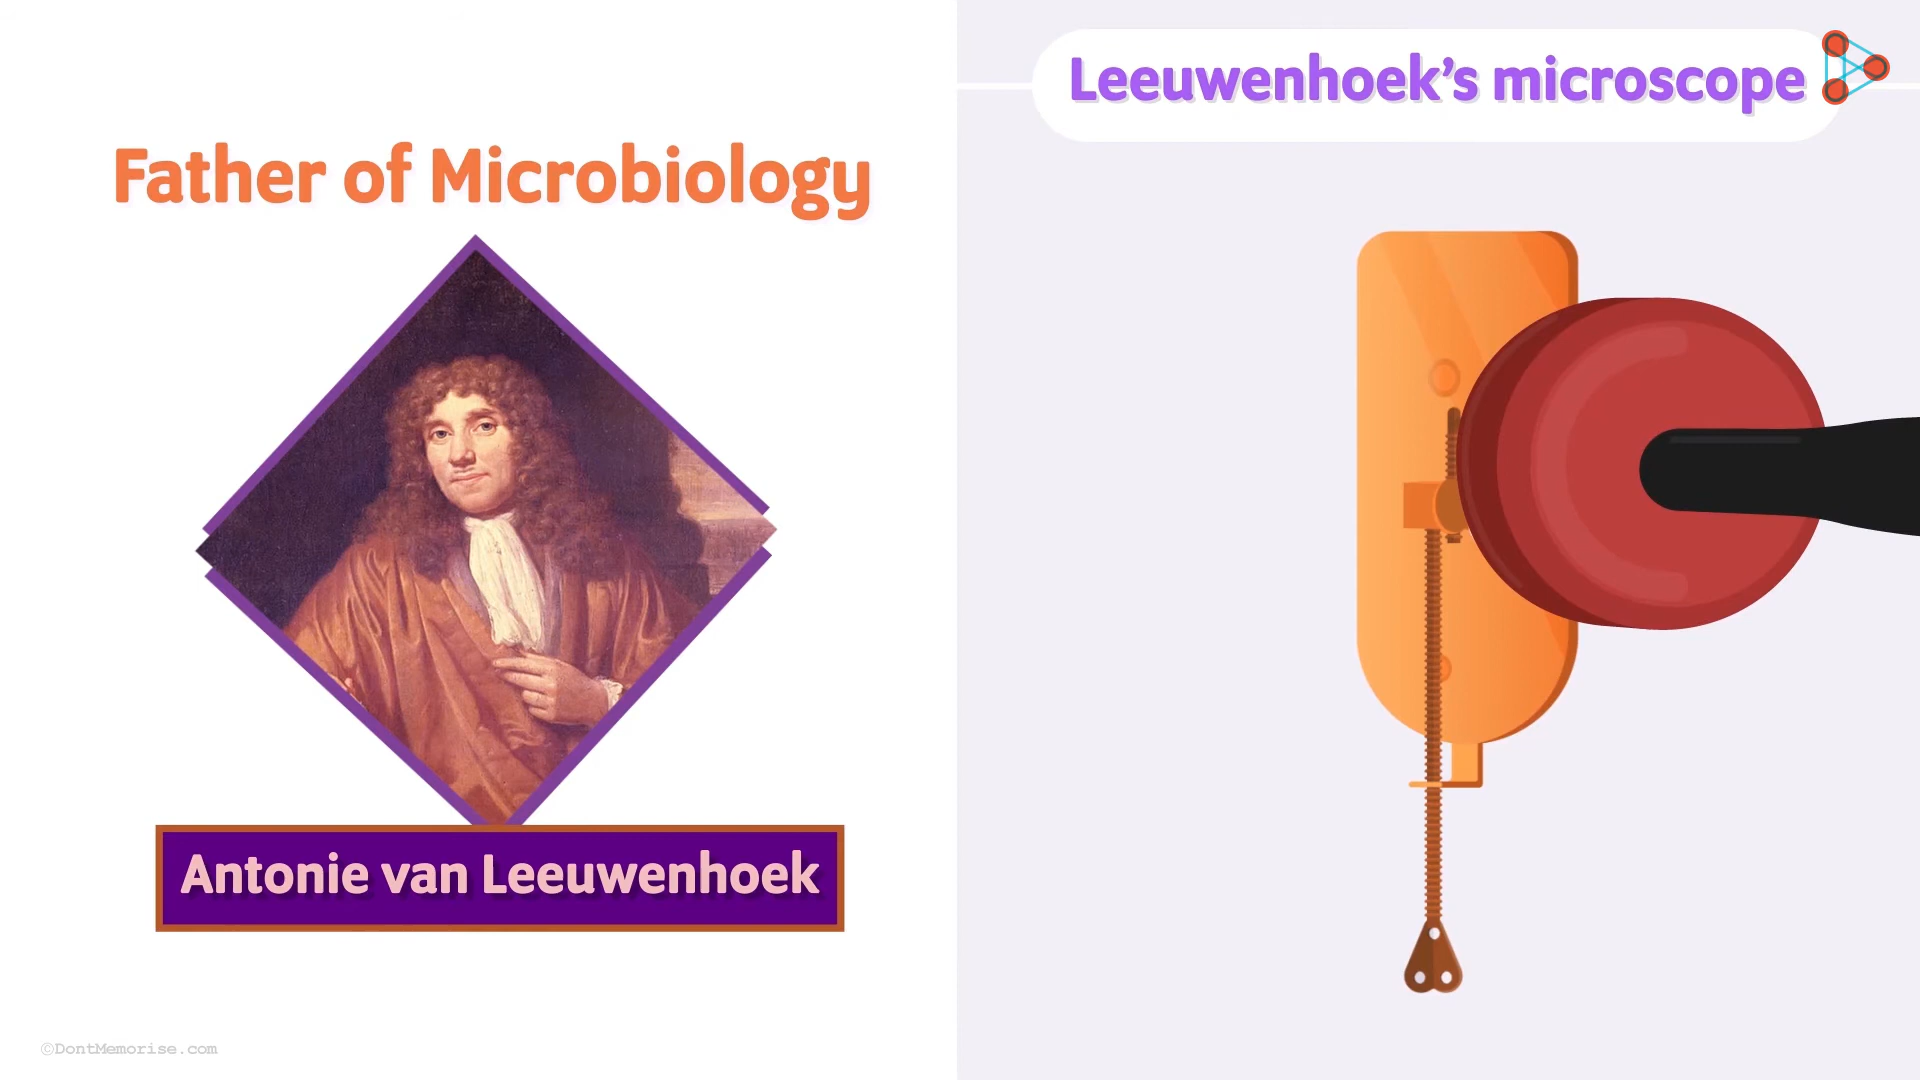 Father of Microbiology
Antonie van Leeuwenhoek
©DontMemorise.com
Leeuwenhoek’s microscope